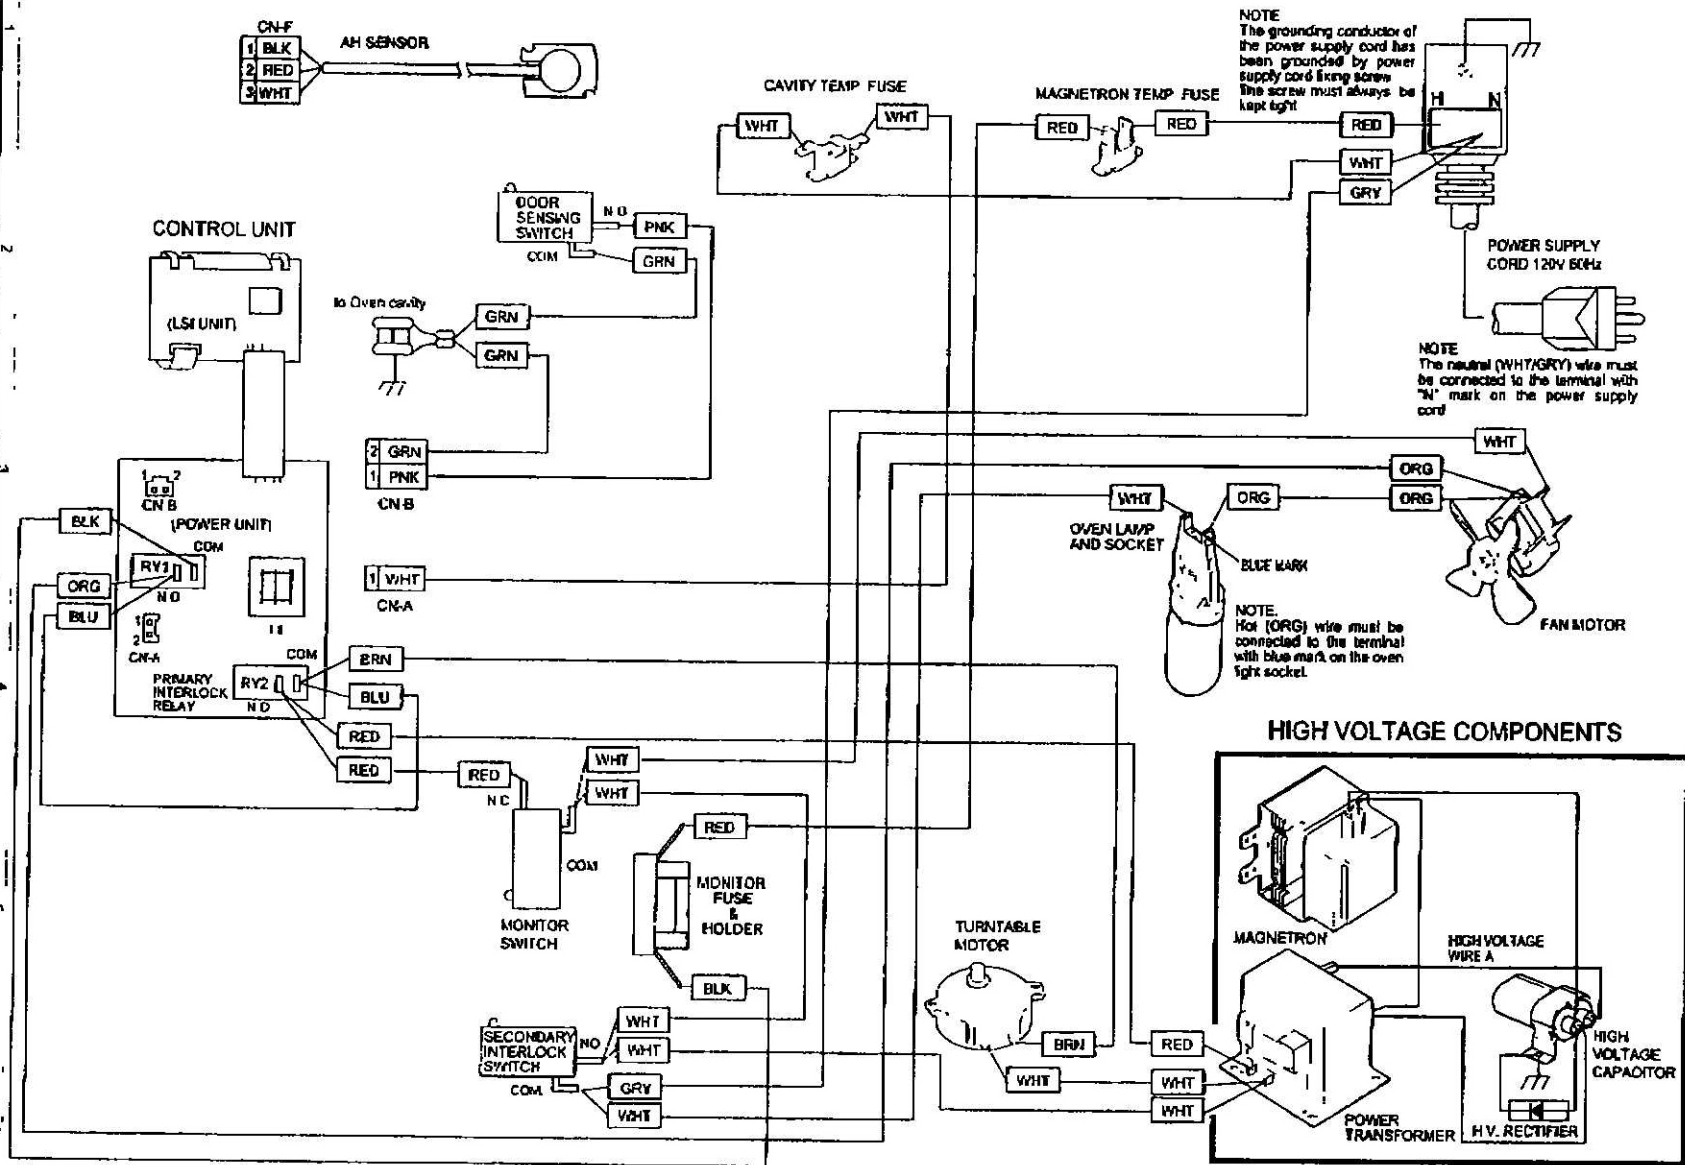 CN-F
1 BLK
2 RED
3 WHT
AH SENSOR
CAVITY TEMP FUSE
WHT
WHT
MAGNETRON TEMP FUSE
RED
RED
NOTE
The grounding conductor of
the power supply cord has
been grounded by power
supply cord fixing screw
The screw must always be
kept tight
H N
RED
WHT
GRY
POWER SUPPLY
CORD 120V 60Hz
NOTE
The neutral (WHT/GRY) wire must
be connected to the terminal with
"N" mark on the power supply
cord
DOOR
SENSING
SWITCH
N O
COM
PNK
GRN
CONTROL UNIT
(LSI UNIT)
to Oven cavity
GRN
GRN
2 GRN
1 PNK
CN-B
1 2
CN B
(POWER UNIT)
BLK
COM
RY1
N O
ORG
BLU
1
2
CN-A
1 WHT
CN-A
PRIMARY
INTERLOCK
RELAY
RY2
COM
N O
BRN
BLU
RED
RED
WHT
ORG
ORG
WHT
ORG
OVEN LAMP
AND SOCKET
BLUE MARK
NOTE.
Hot (ORG) wire must be
connected to the terminal
with blue mark on the oven
light socket.
FAN MOTOR
RED
N C
WHT
WHT
COM
MONITOR
SWITCH
RED
MONITOR
FUSE
&
HOLDER
BLK
SECONDARY
INTERLOCK
SWITCH
NO
COM.
WHT
WHT
GRY
WHT
TURNTABLE
MOTOR
BRN
WHT
RED
WHT
WHT
HIGH VOLTAGE COMPONENTS
MAGNETRON
HIGH VOLTAGE
WIRE A
HIGH
VOLTAGE
CAPACITOR
POWER
TRANSFORMER
H V. RECTIFIER